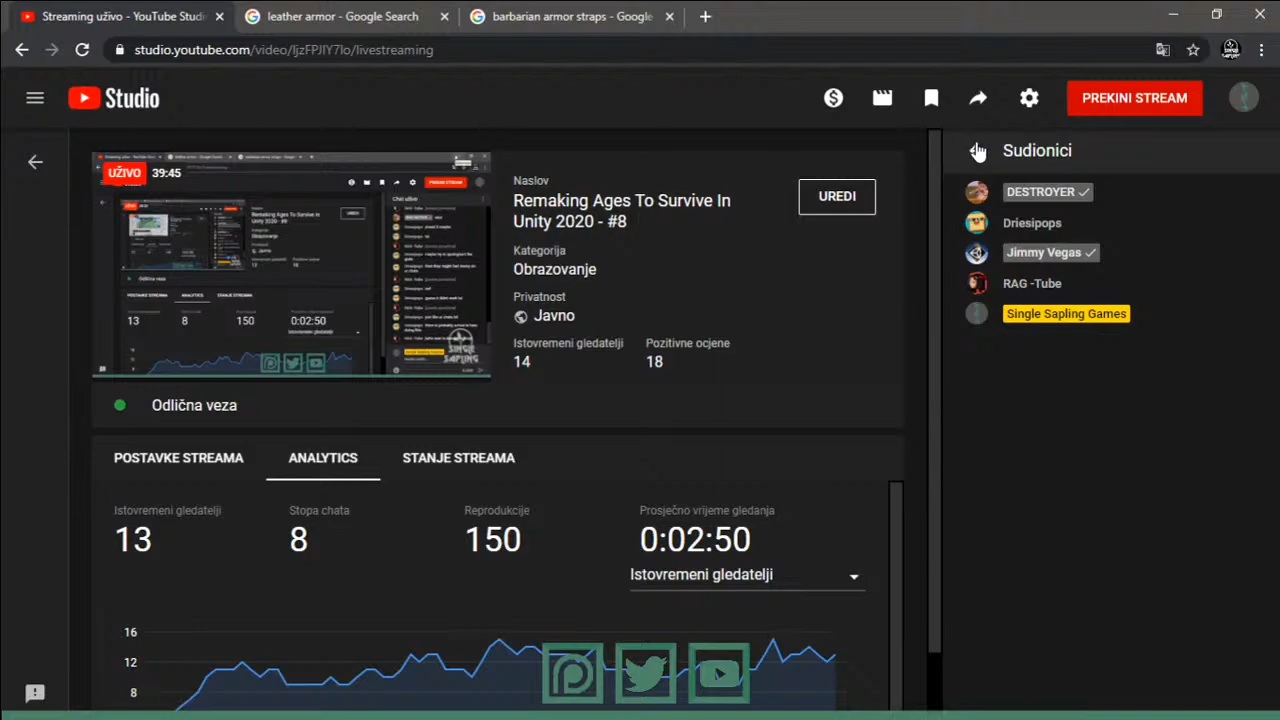 Streaming uživo - YouTube Studi
leather armor - Google Search
barbarian armor straps - Google
studio.youtube.com/video/ljzFPJIY7lo/livestreaming
Studio
PREKINI STREAM
UŽIVO 39:45
Naslov
Remaking Ages To Survive In
Unity 2020 - #8
UREDI
Kategorija
Obrazovanje
Privatnost
Javno
Istovremeni gledatelji
14
Pozitivne ocjene
18
Odlična veza
POSTAVKE STREAMA
ANALYTICS
STANJE STREAMA
Istovremeni gledatelji
13
Stopa chata
8
Reprodukcije
150
Prosječno vrijeme gledanja
0:02:50
Istovremeni gledatelji
16
12
8
Sudionici
DESTROYER
Driesipops
Jimmy Vegas
RAG -Tube
Single Sapling Games